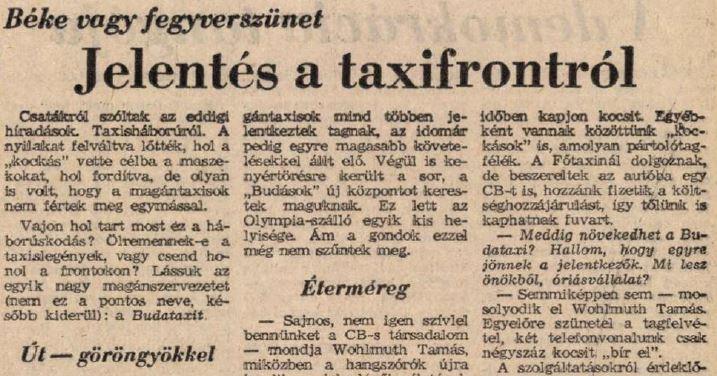 Béke vagy fegyverszünet
Jelentés a taxifrontról
Csatákról szóltak az eddigi
híradások. Taxisháborúról. A
nyilakat felváltva lőtték, hol a
„kockás" vette célba a masze-
kokat, hol fordítva, de olyan
is volt, hogy a magántaxisok
nem fértek meg egymással.
Vajon hol tart most ez a há-
borúskodás? Ölremennek-e a
taxislegények, vagy csend ho-
nol a frontokon? Lássuk az
egyik nagy magánszervezetet
(nem ez a pontos neve, ké-
sőbb kiderül): a Budataxit.
Út — göröngyökkel
gántaxisok mind többen je-
lentkeztek tagnak, az idomár
pedig egyre magasabb követe-
lésekkel állt elő. Végül is ke-
nyértörésre került a sor, a
„Budások" új központot keres-
tek maguknak. Ez lett az
Olympia-szálló egyik kis he-
lyisége. Ám a gondok ezzel
még nem szűntek meg.
Étermerég
— Sajnos, nem igen szívlel
bennünket a CB-s társadalom
— mondja Wohlmuth Tamás,
miközben a hangszórók újra
időben kapjon kocsit. Egyéb-
ként vannak közöttünk „koc-
kások" is, amolyan pártolótag-
félék. A Főtaxinál dolgoznak,
de beszereltek az autóba egy
CB-t is, hozzánk fizetik a költ-
séghozzájárulást, így tőlünk is
kaphatnak fuvart.
— Meddig növekedhet a Bu-
dataxi? Hallom, hogy egyre
jönnek a jelentkezők. Mi lesz
önökből, óriásvállalat?
— Semmiképpen sem — mo-
solyodik el Wohlmuth Tamás.
Egyelőre szünetel a tagfelvé-
tel, két telefonvonalunk csak
négyszáz kocsit „bír el".
A szolgáltatásokról érdeklő-